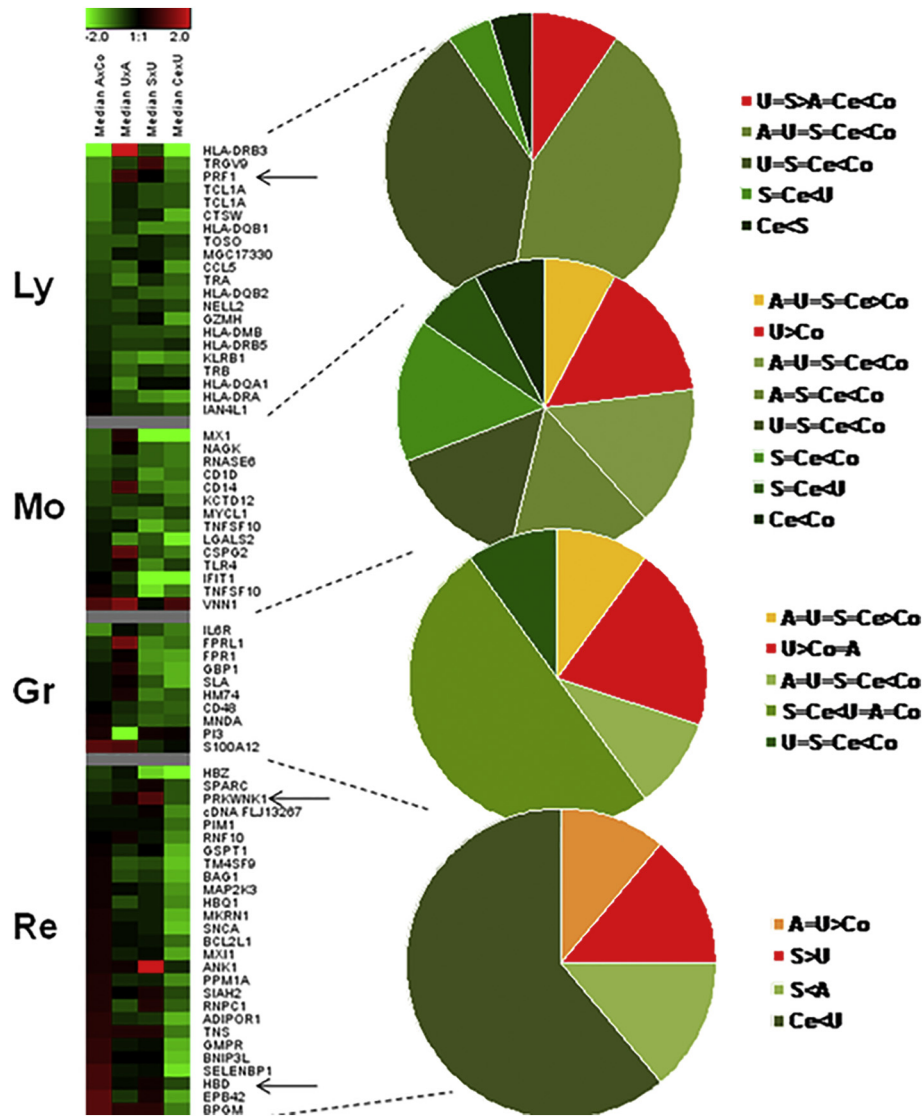 -2.0 1:1 2.0
Median AxCo
Median UxA
Median SxU
Median CexU
Ly
HLA-DRB3
TRGV9
PRF1
TCL1A
TCL1A
CTSW
HLA-DQB1
TOSO
MGC17330
CCL5
TRA
HLA-DQB2
NELL2
GZMH
HLA-DMB
HLA-DRB5
KLRB1
TRB
HLA-DQA1
HLA-DRA
IAN4L1
Mo
MX1
NAGK
RNASE6
CD1D
CD14
KCTD12
MYCL1
TNFSF10
LGALS2
CSPG2
TLR4
IFIT1
TNFSF10
VNN1
Gr
IL6R
FPRL1
FPR1
GBP1
SLA
HM74
CD48
MNDA
PI3
S100A12
Re
HBZ
SPARC
PRKWNK1
cDNA FLJ13267
PIM1
RNF10
GSPT1
TM4SF9
BAG1
MAP2K3
HBQ1
MKRN1
SNCA
BCL2L1
MXI1
ANK1
PPM1A
SIAH2
RNPC1
ADIPOR1
TNS
GMPR
BNIP3L
SELENBP1
HBD
EPB42
BPGM
U=S>A=Ce<Co
A=U=S=Ce<Co
U=S=Ce<Co
S=Ce<U
Ce<S
A=U=S=Ce>Co
U>Co
A=U=S=Ce<Co
A=S=Ce<Co
U=S=Ce<Co
S=Ce<Co
S=Ce<U
Ce<Co
A=U=S=Ce>Co
U>Co=A
A=U=S=Ce<Co
S=Ce<U=A=Co
U=S=Ce<Co
A=U>Co
S>U
S<A
Ce<U